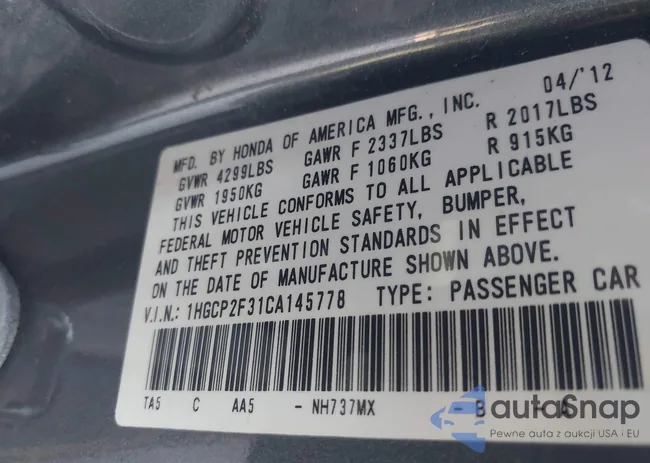 MFD. BY HONDA OF AMERICA MFG., INC. 04/'12
GVWR 4299LBS GAWR F 2337LBS R 2017LBS
GVWR 1950KG GAWR F 1060KG R 915KG
THIS VEHICLE CONFORMS TO ALL APPLICABLE
FEDERAL MOTOR VEHICLE SAFETY, BUMPER,
AND THEFT PREVENTION STANDARDS IN EFFECT
ON THE DATE OF MANUFACTURE SHOWN ABOVE.
V.I.N.: 1HGCP2F31CA145778 TYPE: PASSENGER CAR
TA5 C AA5 - NH737MX B - A
autoSnap
Pewne auta z aukcji USA i EU